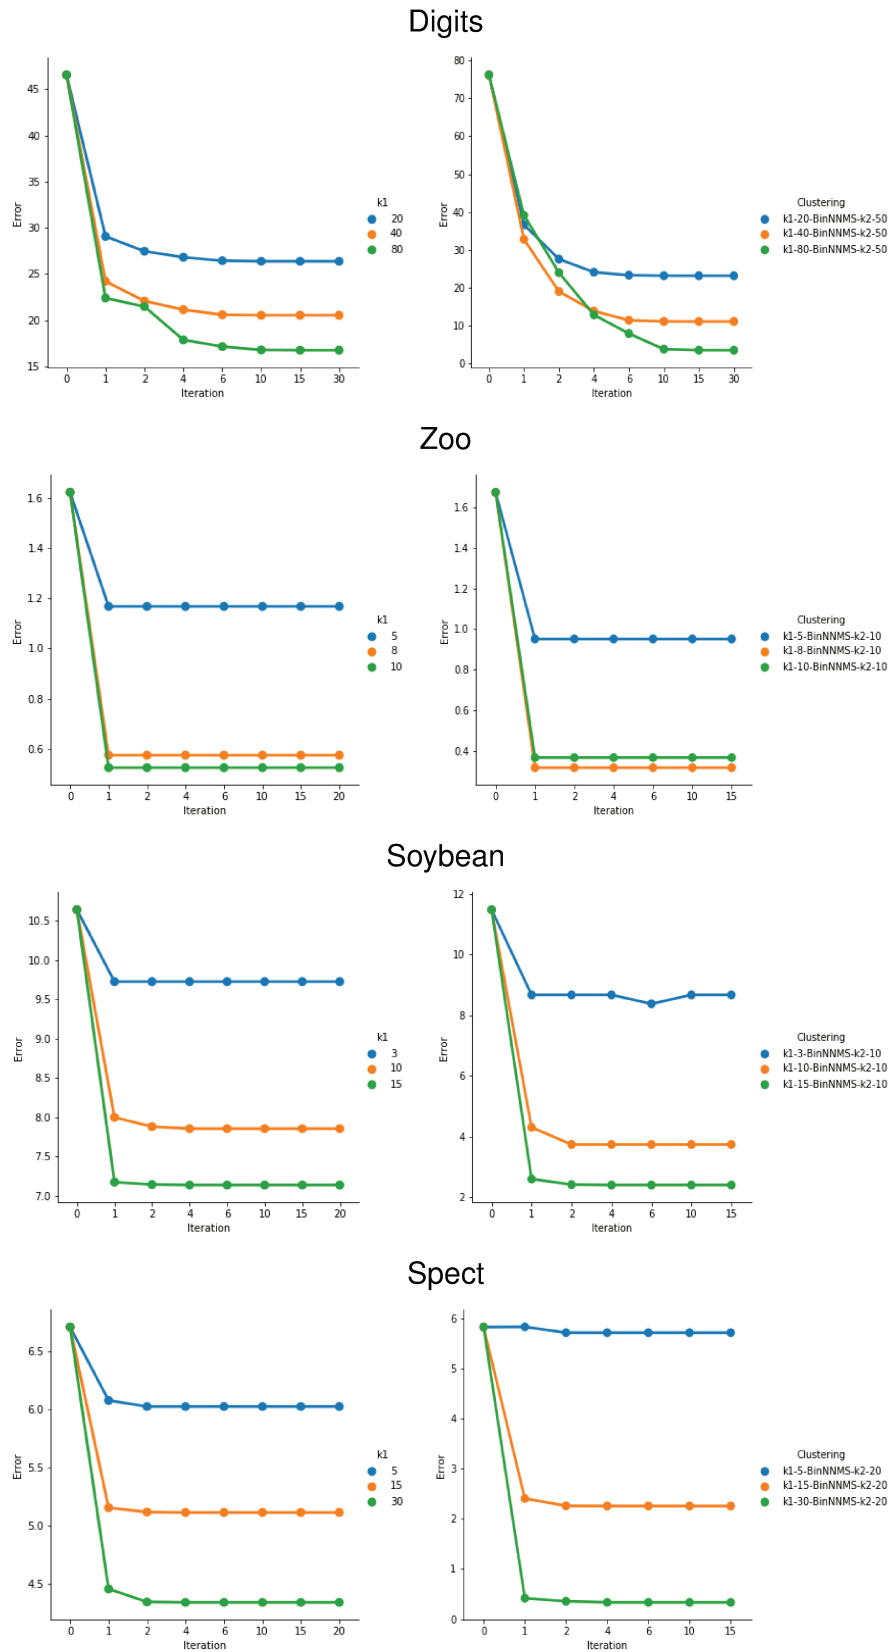 Digits
45
40
35
30
25
20
15
Error
0 1 2 4 6 10 15 30
Iteration
k1
20
40
80
80
70
60
50
40
30
20
10
0
Error
0 1 2 4 6 10 15 30
Iteration
Clustering
k1-20-BinNNMS-k2-50
k1-40-BinNNMS-k2-50
k1-80-BinNNMS-k2-50
Zoo
1.6
1.4
1.2
1.0
0.8
0.6
Error
0 1 2 4 6 10 15 20
Iteration
k1
5
8
10
1.6
1.4
1.2
1.0
0.8
0.6
0.4
Error
0 1 2 4 6 10 15
Iteration
Clustering
k1-5-BinNNMS-k2-10
k1-8-BinNNMS-k2-10
k1-10-BinNNMS-k2-10
Soybean
10.5
10.0
9.5
9.0
8.5
8.0
7.5
7.0
Error
0 1 2 4 6 10 15 20
Iteration
k1
3
10
15
12
10
8
6
4
2
Error
0 1 2 4 6 10 15
Iteration
Clustering
k1-3-BinNNMS-k2-10
k1-10-BinNNMS-k2-10
k1-15-BinNNMS-k2-10
Spect
6.5
6.0
5.5
5.0
4.5
Error
0 1 2 4 6 10 15 20
Iteration
k1
5
15
30
6
5
4
3
2
1
0
Error
0 1 2 4 6 10 15
Iteration
Clustering
k1-5-BinNNMS-k2-20
k1-15-BinNNMS-k2-20
k1-30-BinNNMS-k2-20